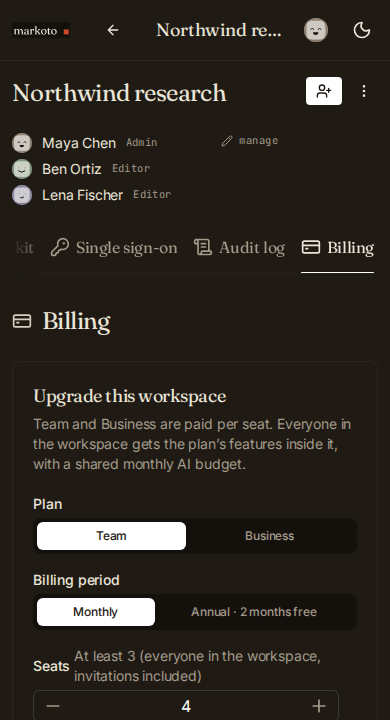 markoto
Northwind re...
Northwind research
Maya Chen Admin
manage
Ben Ortiz Editor
Lena Fischer Editor
kit Single sign-on Audit log Billing
Billing
Upgrade this workspace
Team and Business are paid per seat. Everyone in
the workspace gets the plan's features inside it,
with a shared monthly AI budget.
Plan
Team Business
Billing period
Monthly Annual · 2 months free
Seats At least 3 (everyone in the workspace,
invitations included)
4